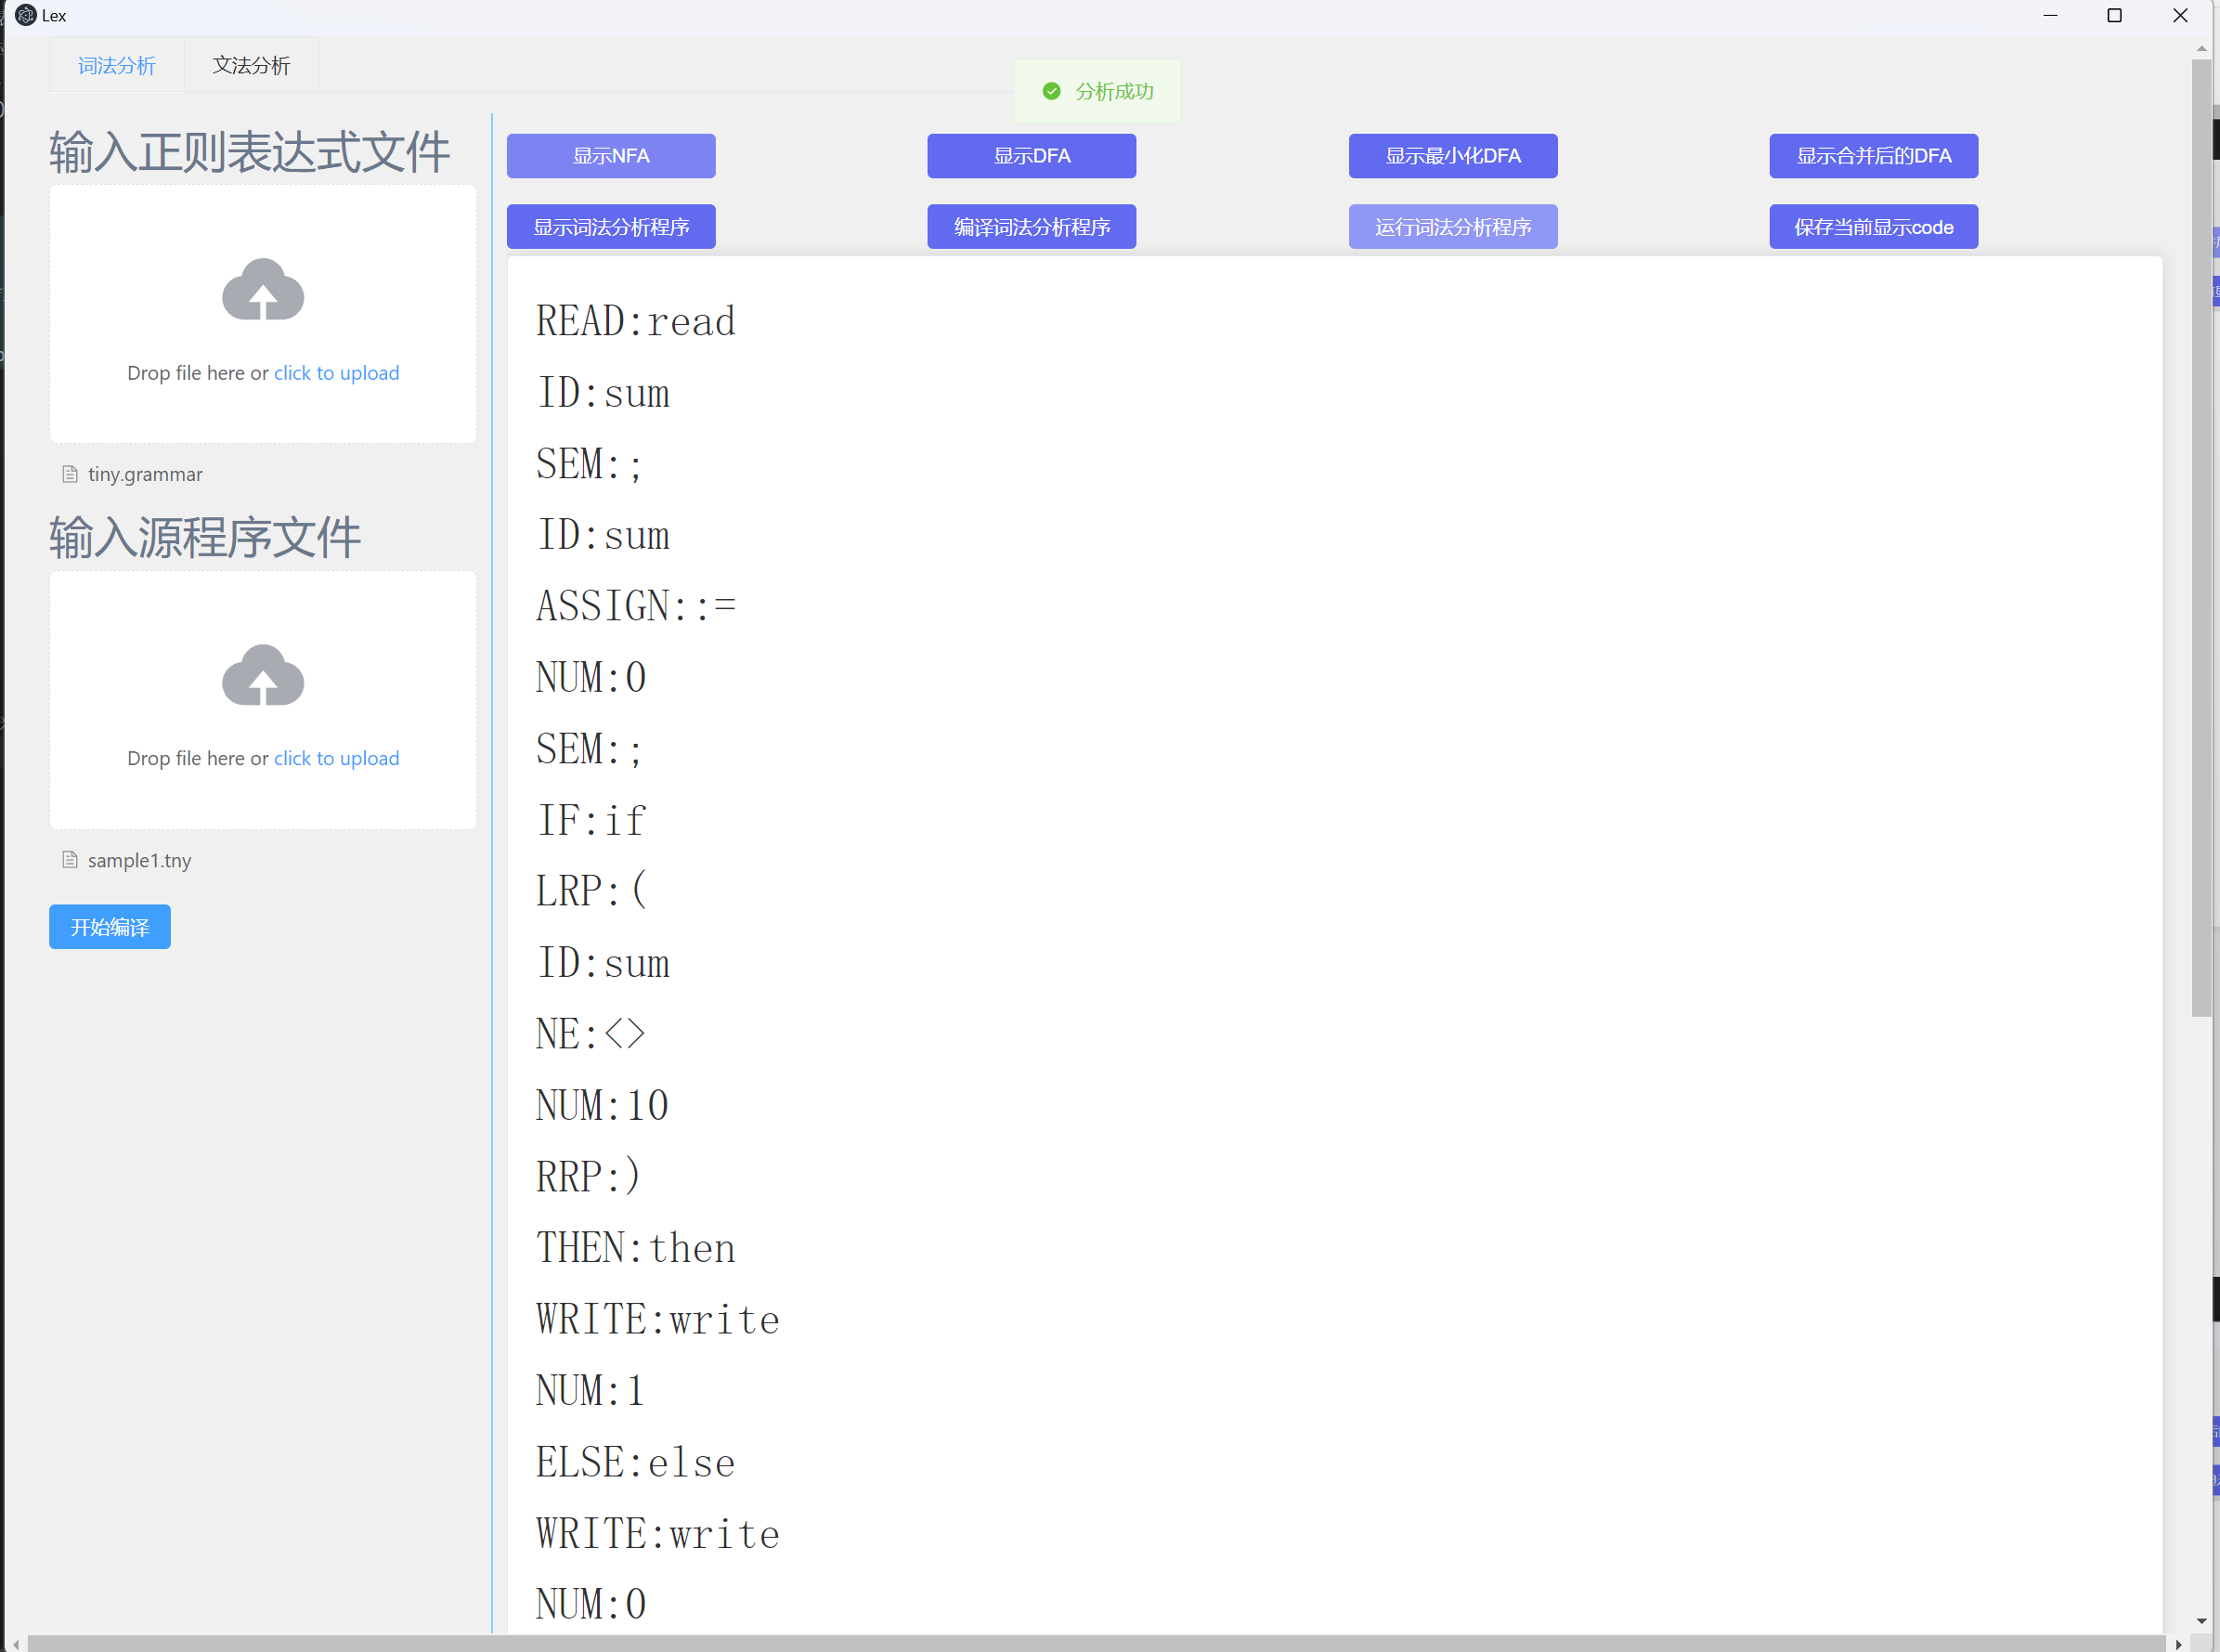 Lex
词法分析 文法分析
分析成功
输入正则表达式文件
Drop file here or click to upload
tiny.grammar
输入源程序文件
Drop file here or click to upload
sample1.tny
开始编译
显示NFA 显示DFA 显示最小化DFA 显示合并后的DFA
显示词法分析程序 编译词法分析程序 运行词法分析程序 保存当前显示code
READ:read
ID:sum
SEM:;
ID:sum
ASSIGN::=
NUM:0
SEM:;
IF:if
LRP:(
ID:sum
NE:<>
NUM:10
RRP:)
THEN:then
WRITE:write
NUM:1
ELSE:else
WRITE:write
NUM:0